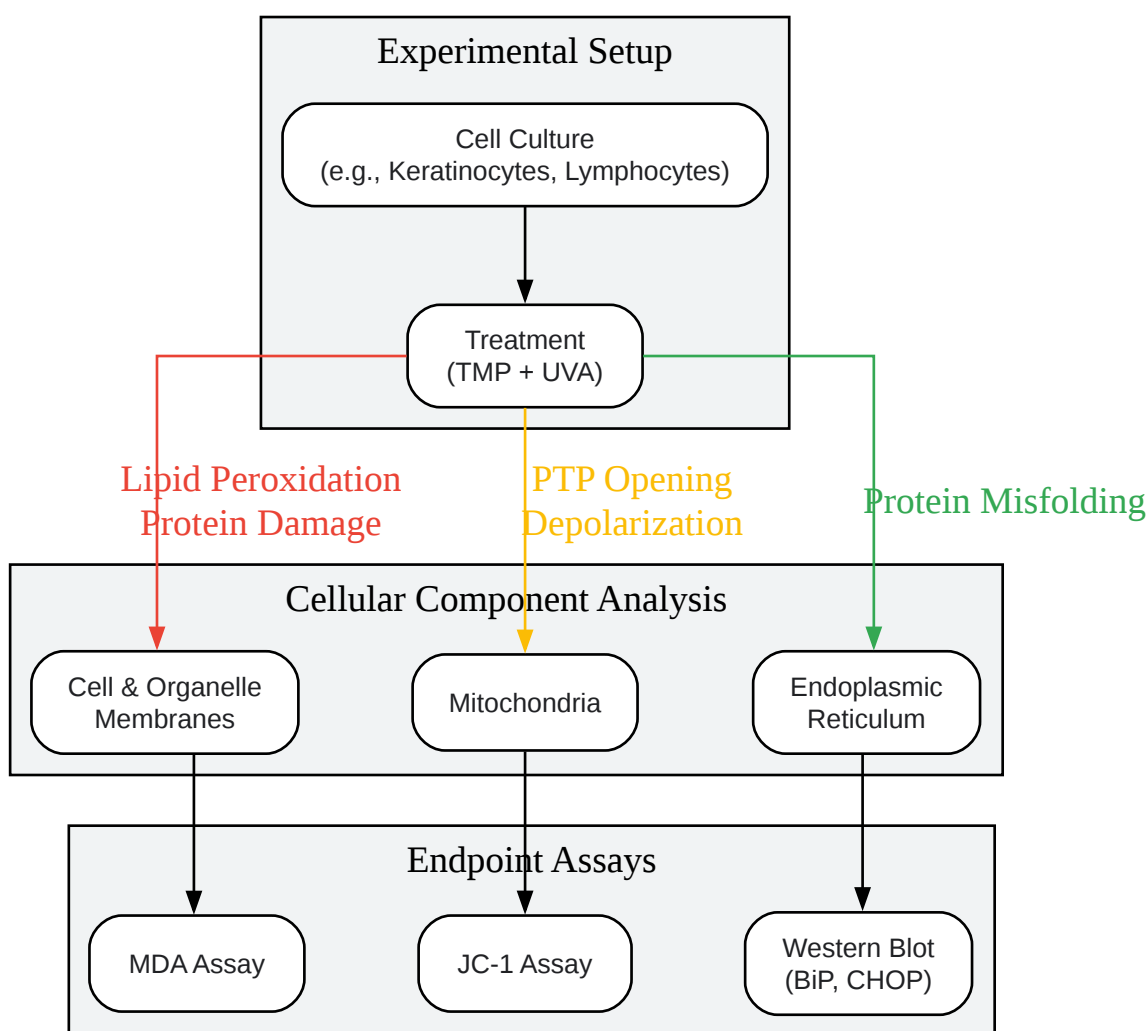 Experimental Setup
Cell Culture
(e.g., Keratinocytes, Lymphocytes)
Treatment
(TMP + UVA)
Lipid Peroxidation
Protein Damage
PTP Opening
Depolarization
Protein Misfolding
Cellular Component Analysis
Cell & Organelle
Membranes
Mitochondria
Endoplasmic
Reticulum
Endpoint Assays
MDA Assay
JC-1 Assay
Western Blot
(BiP, CHOP)